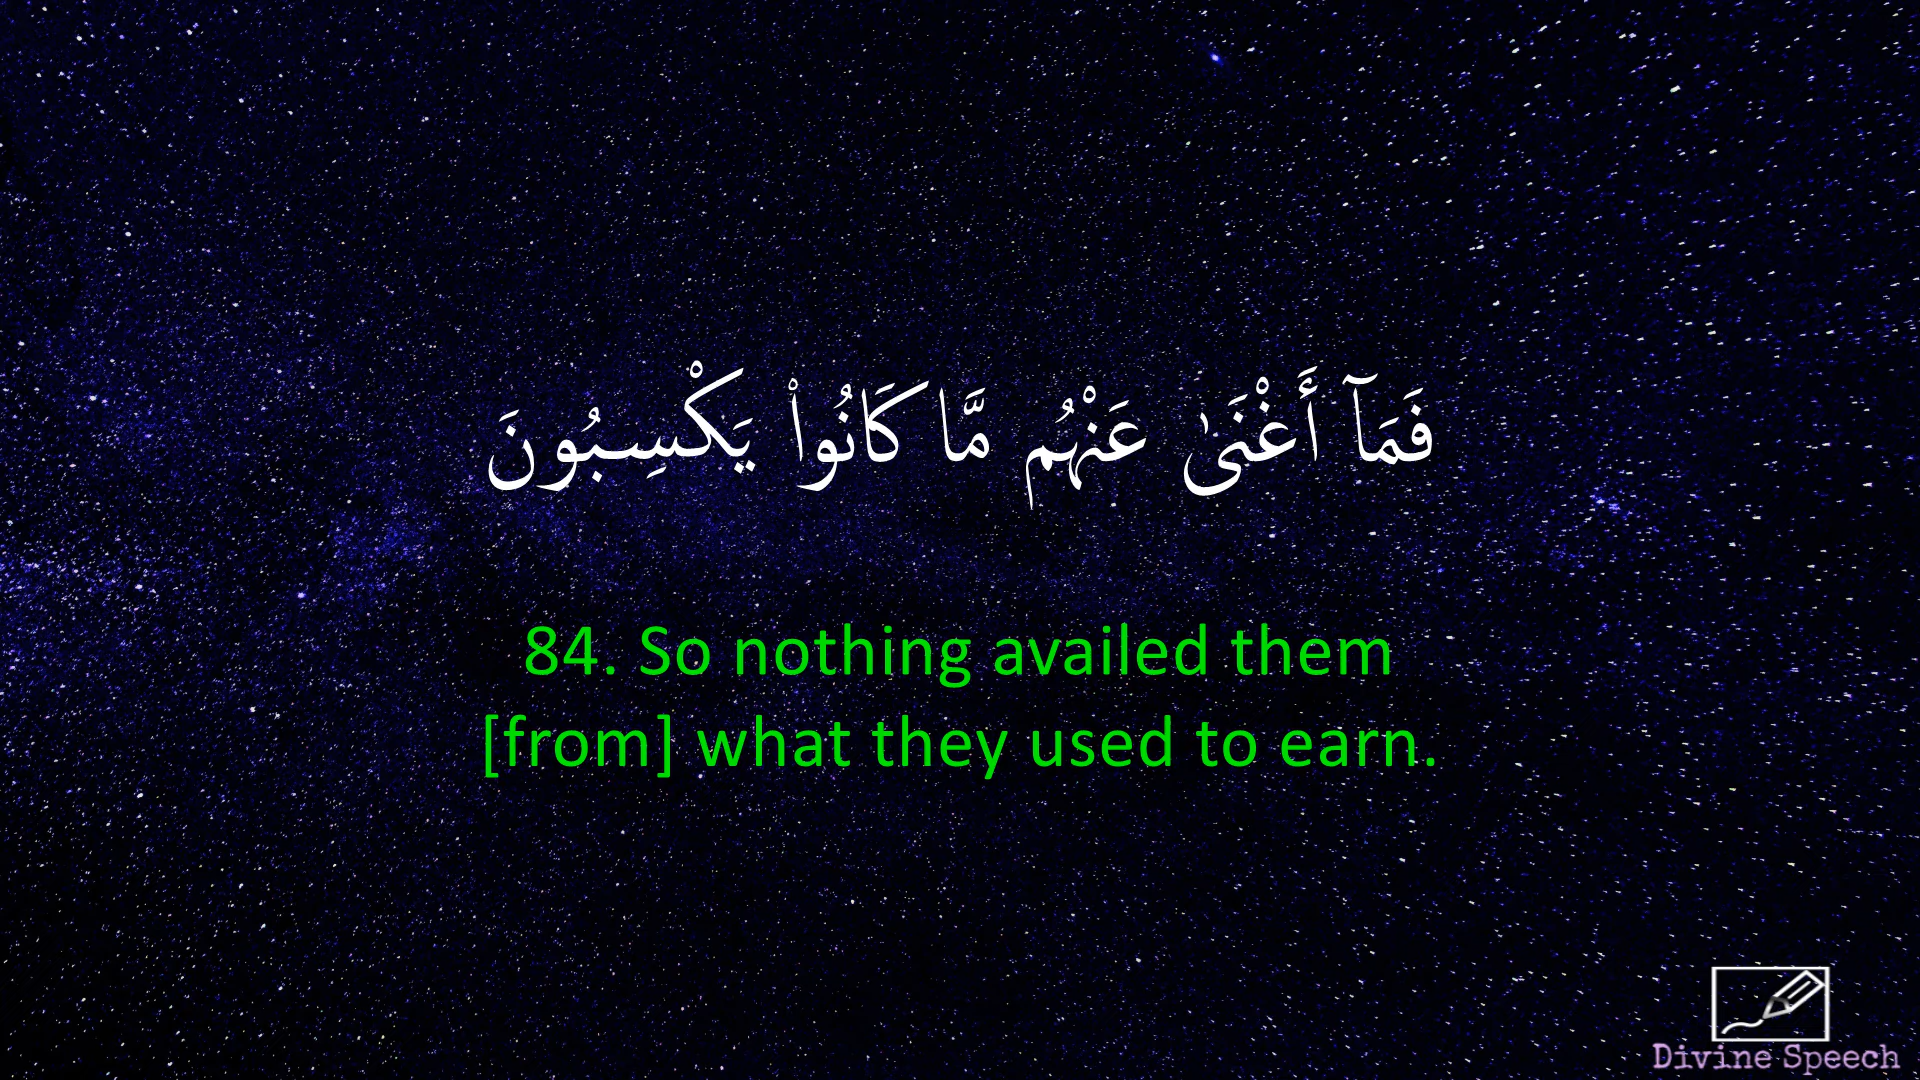 فَمَآ أَغْنَىٰ عَنْهُم مَّا كَانُوا۟ يَكْسِبُونَ
84. So nothing availed them
[from] what they used to earn.
Divine Speech